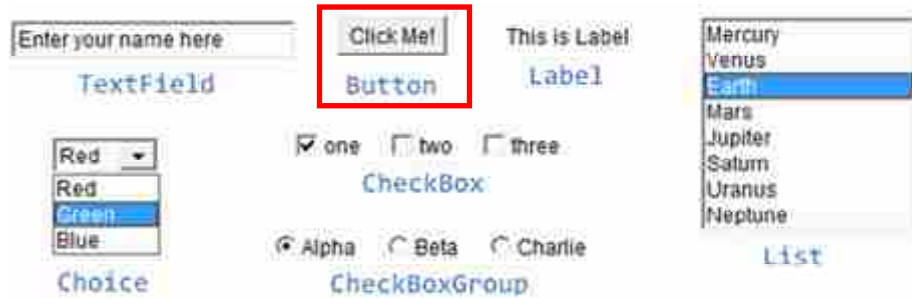 Enter your name here
TextField
Click Me!
Button
This is Label
Label
Mercury
Venus
Earth
Mars
Jupiter
Saturn
Uranus
Neptune
List
Red
Red
Green
Blue
Choice
one two three
CheckBox
Alpha Beta Charlie
CheckBoxGroup